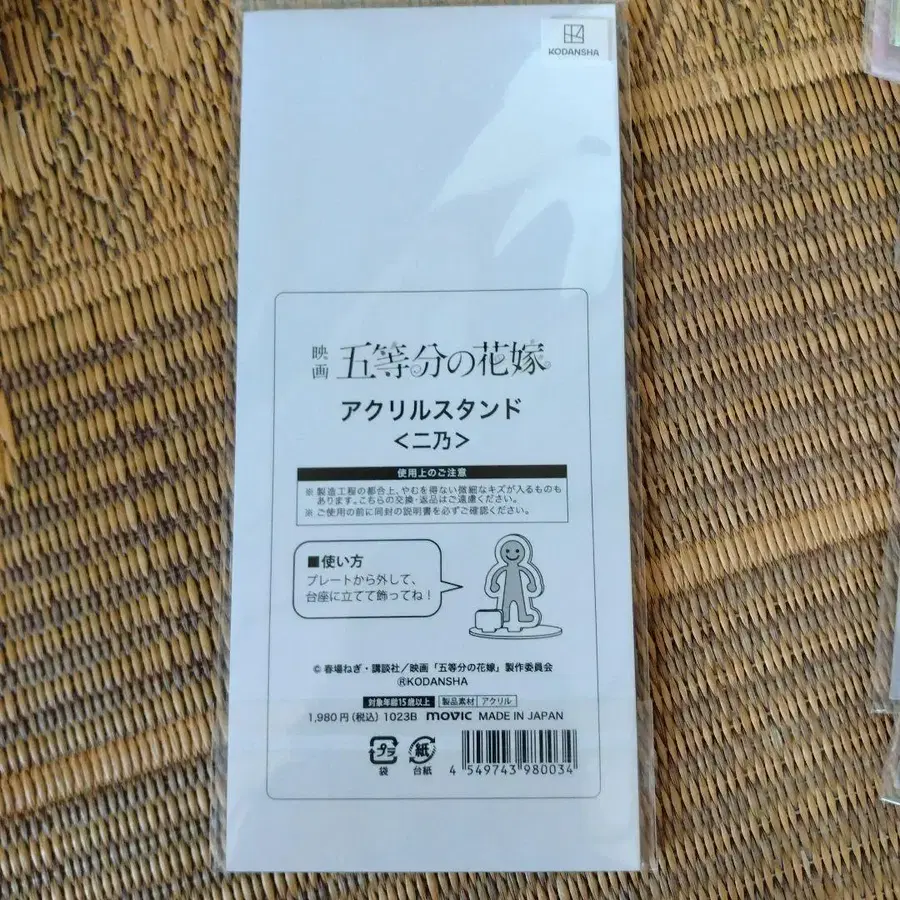 KODANSHA
映画 五等分の花嫁
アクリルスタンド
<二乃>
使用上のご注意
※製造工程の都合上、やむを得ない微細なキズが入るものも
あります。こちらの交換・返品はご遠慮ください。
※ご使用の前に同封の説明書を必ずご確認ください。
■使い方
プレートから外して、
台座に立てて飾ってね!
© 春場ねぎ・講談社/映画「五等分の花嫁」製作委員会
ⓇKODANSHA
対象年齢15歳以上 製品素材 アクリル
1,980円(税込) 1023B movic MADE IN JAPAN
プラ 紙
袋 台紙
4 549743 980034